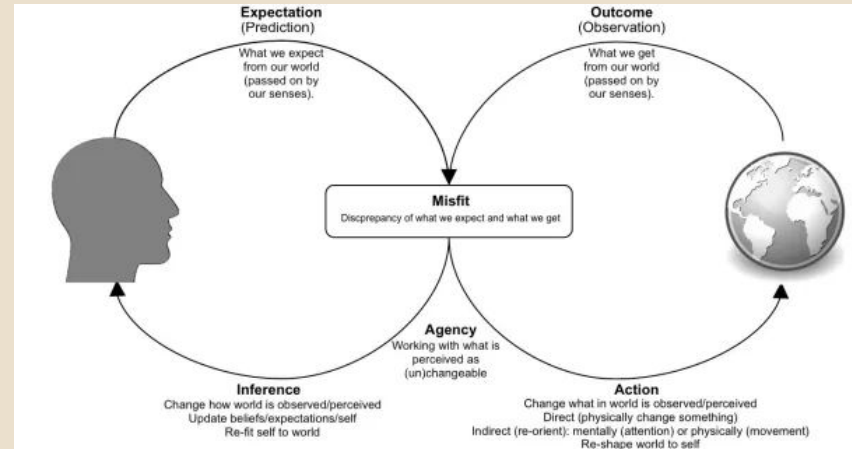 Expectation
(Prediction)
What we expect
from our world
(passed on by
our senses).
Outcome
(Observation)
What we get
from our world
(passed on by
our senses).
Misfit
Discprepancy of what we expect and what we get
Agency
Working with what is
perceived as
(un)changeable
Inference
Change how world is observed/perceived
Update beliefs/expectations/self
Re-fit self to world
Action
Change what in world is observed/perceived
Direct (physically change something)
Indirect (re-orient): mentally (attention) or physically (movement)
Re-shape world to self